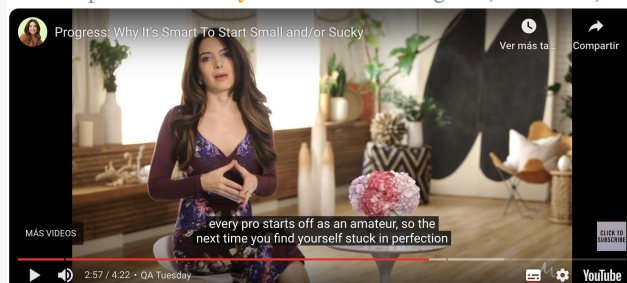 Progress: Why It's Smart To Start Small and/or Sucky
Ver más ta...
Compartir
every pro starts off as an amateur, so the
next time you find yourself stuck in perfection
MÁS VIDEOS
CLICK TO
SUBSCRIBE
2:57 / 4:22 • QA Tuesday
YouTube